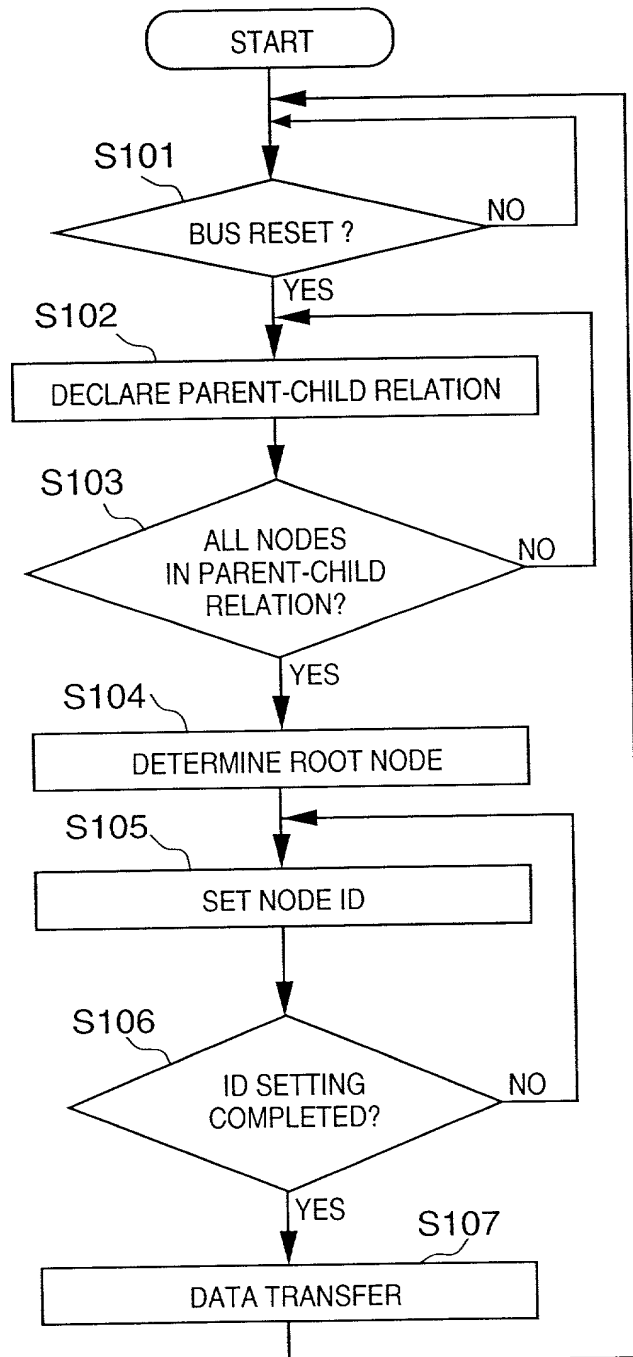 START
S101
BUS RESET ?
NO
YES
S102
DECLARE PARENT-CHILD RELATION
S103
ALL NODES
IN PARENT-CHILD
RELATION?
NO
YES
S104
DETERMINE ROOT NODE
S105
SET NODE ID
S106
ID SETTING
COMPLETED?
NO
YES
S107
DATA TRANSFER